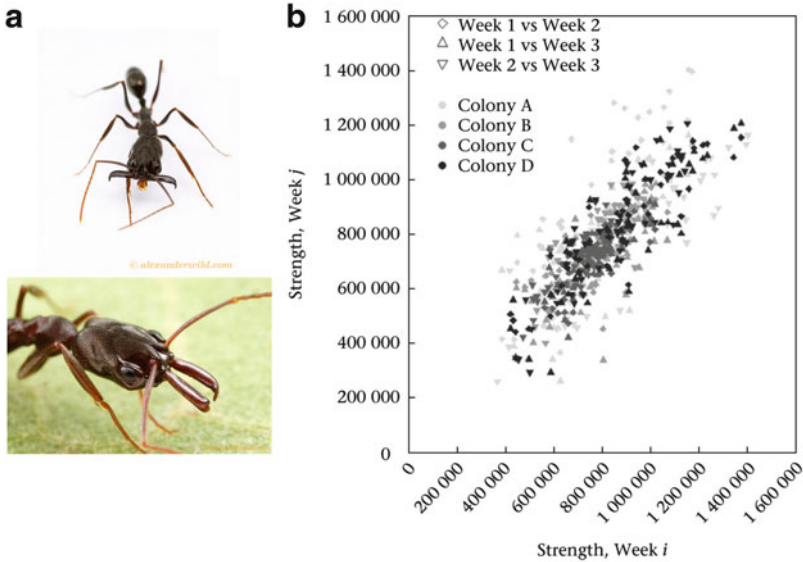 a
© alexanderwild.com
b
Week 1 vs Week 2
Week 1 vs Week 3
Week 2 vs Week 3
Colony A
Colony B
Colony C
Colony D
Strength, Week j
1 600 000
1 400 000
1 200 000
1 000 000
800 000
600 000
400 000
200 000
0
0
200 000
400 000
600 000
800 000
1 000 000
1 200 000
1 400 000
1 600 000
Strength, Week i